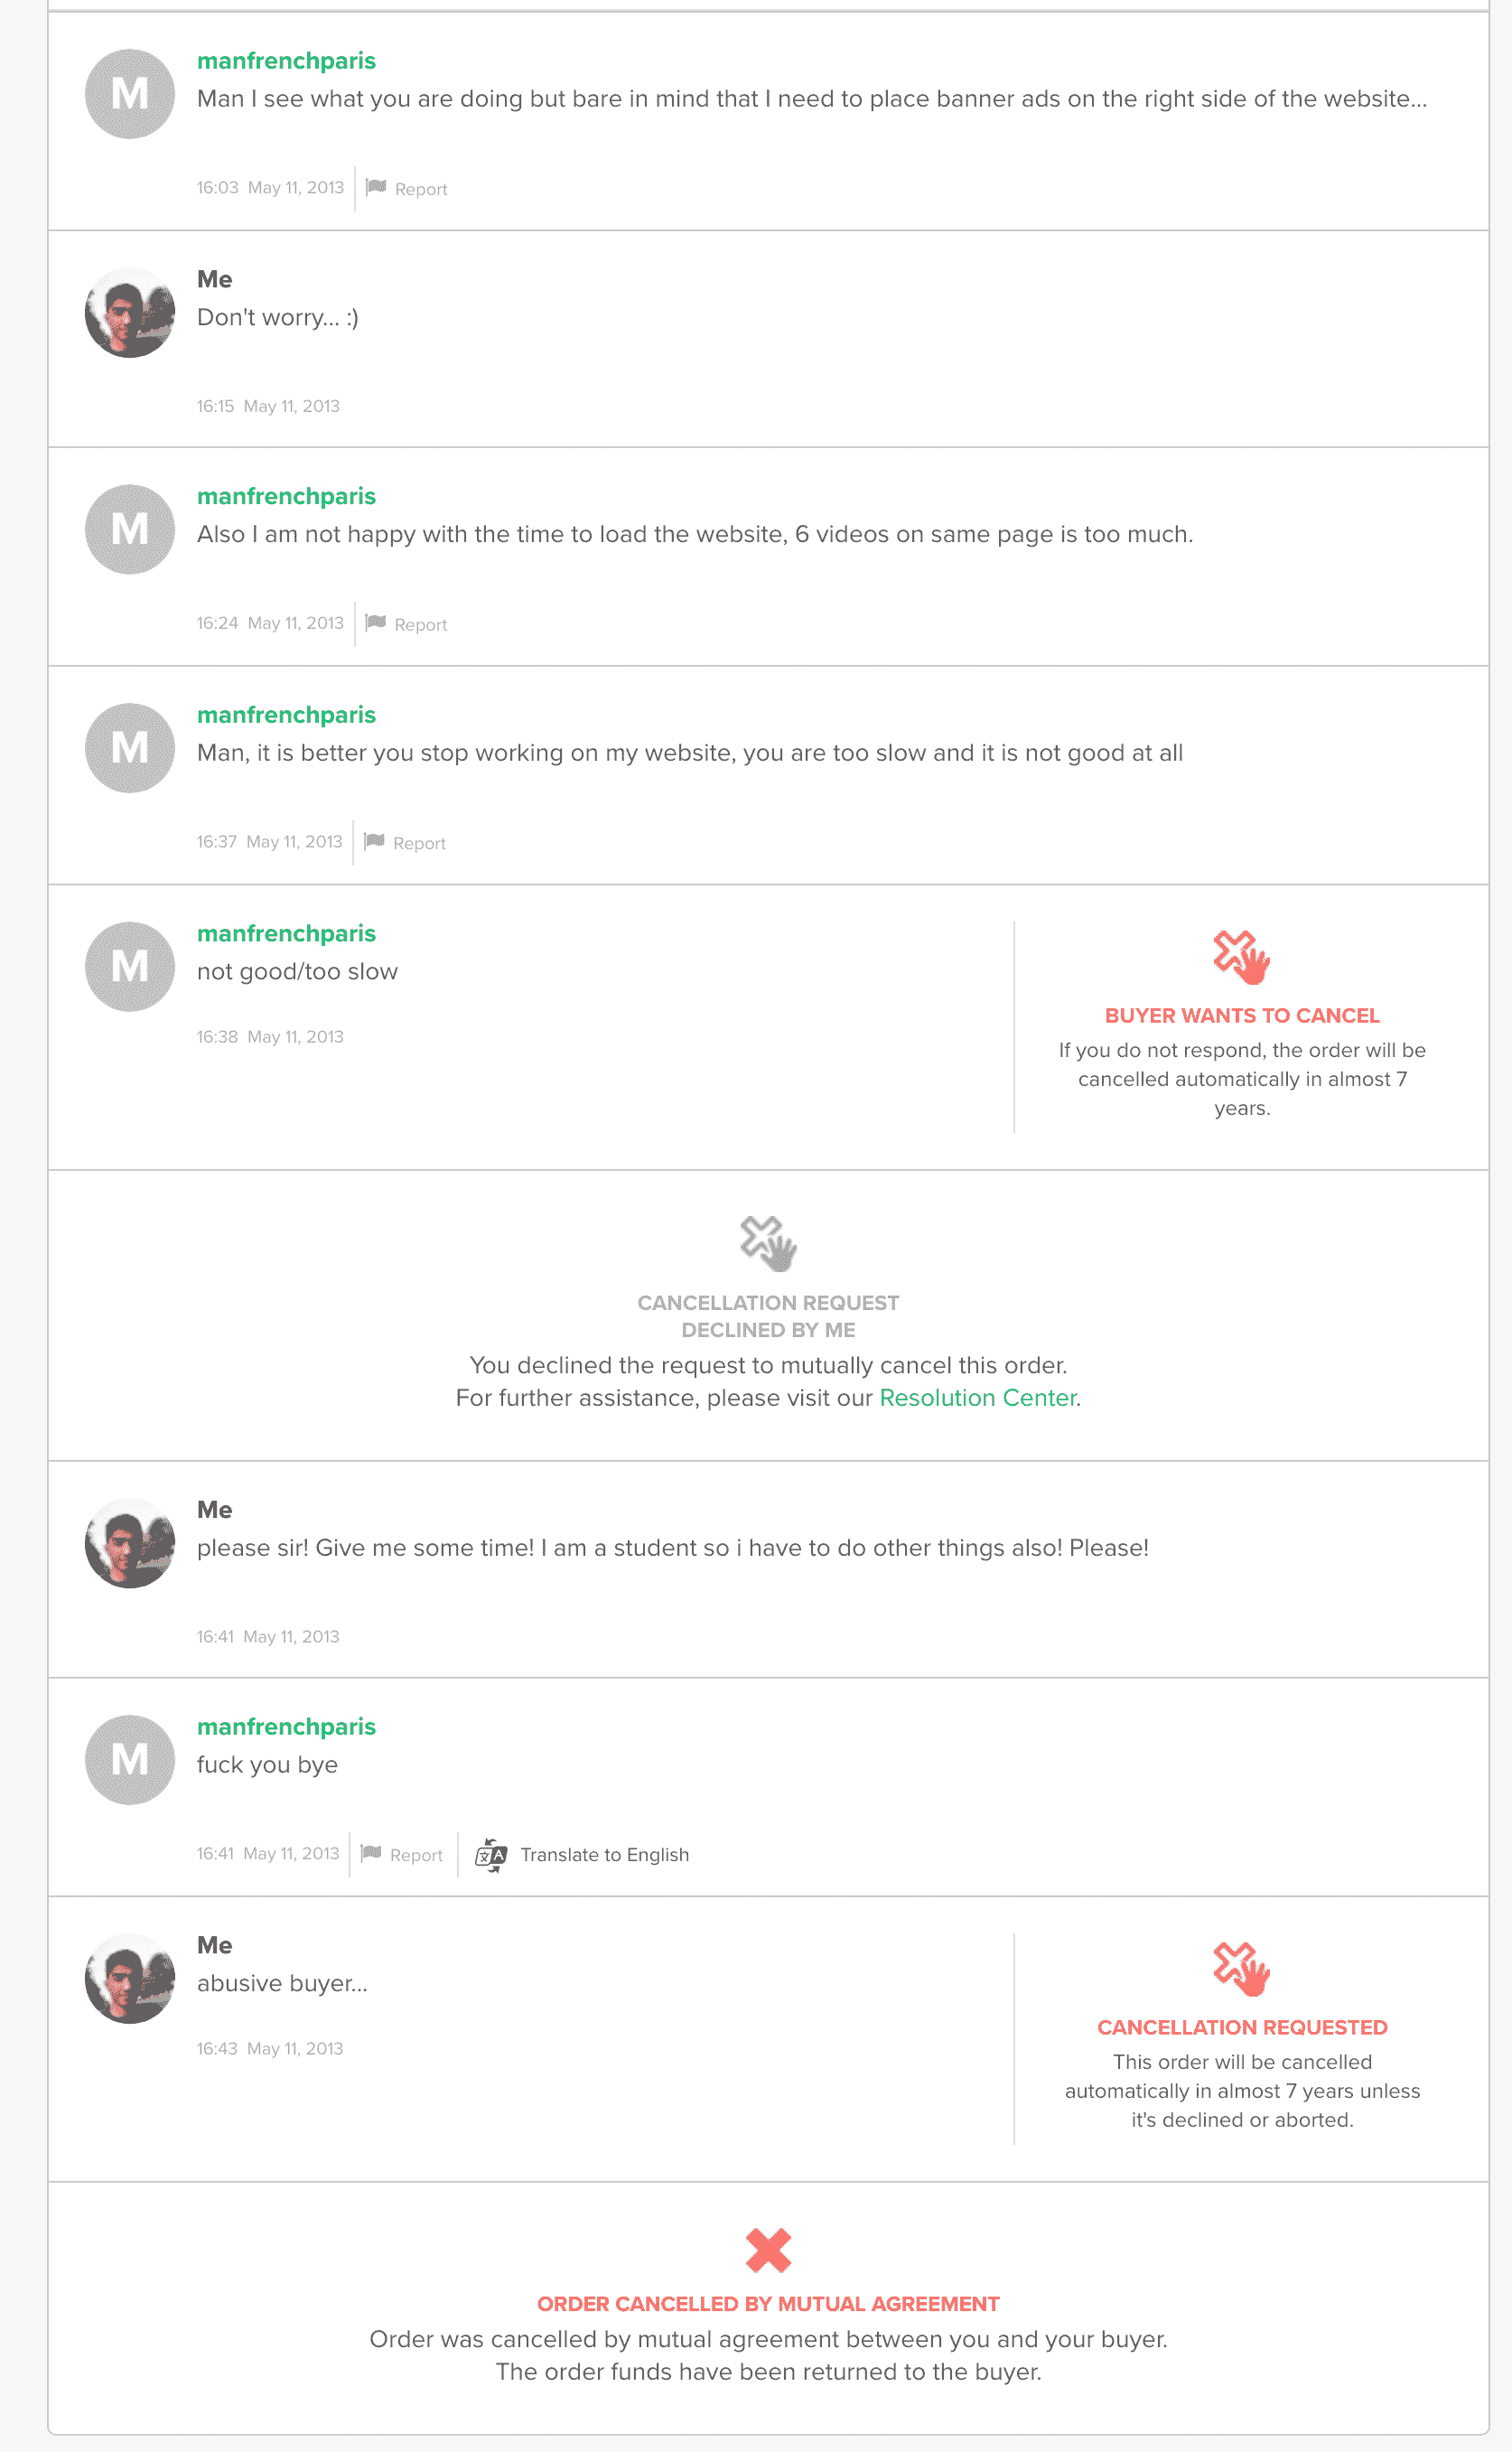 M
manfrenchparis
Man I see what you are doing but bare in mind that I need to place banner ads on the right side of the website...
16:03 May 11, 2013 Report
Me
Don't worry... :)
16:15 May 11, 2013
M
manfrenchparis
Also I am not happy with the time to load the website, 6 videos on same page is too much.
16:24 May 11, 2013 Report
M
manfrenchparis
Man, it is better you stop working on my website, you are too slow and it is not good at all
16:37 May 11, 2013 Report
M
manfrenchparis
not good/too slow
16:38 May 11, 2013
BUYER WANTS TO CANCEL
If you do not respond, the order will be
cancelled automatically in almost 7
years.
CANCELLATION REQUEST
DECLINED BY ME
You declined the request to mutually cancel this order.
For further assistance, please visit our Resolution Center.
Me
please sir! Give me some time! I am a student so i have to do other things also! Please!
16:41 May 11, 2013
M
manfrenchparis
fuck you bye
16:41 May 11, 2013 Report Translate to English
Me
abusive buyer...
16:43 May 11, 2013
CANCELLATION REQUESTED
This order will be cancelled
automatically in almost 7 years unless
it's declined or aborted.
ORDER CANCELLED BY MUTUAL AGREEMENT
Order was cancelled by mutual agreement between you and your buyer.
The order funds have been returned to the buyer.